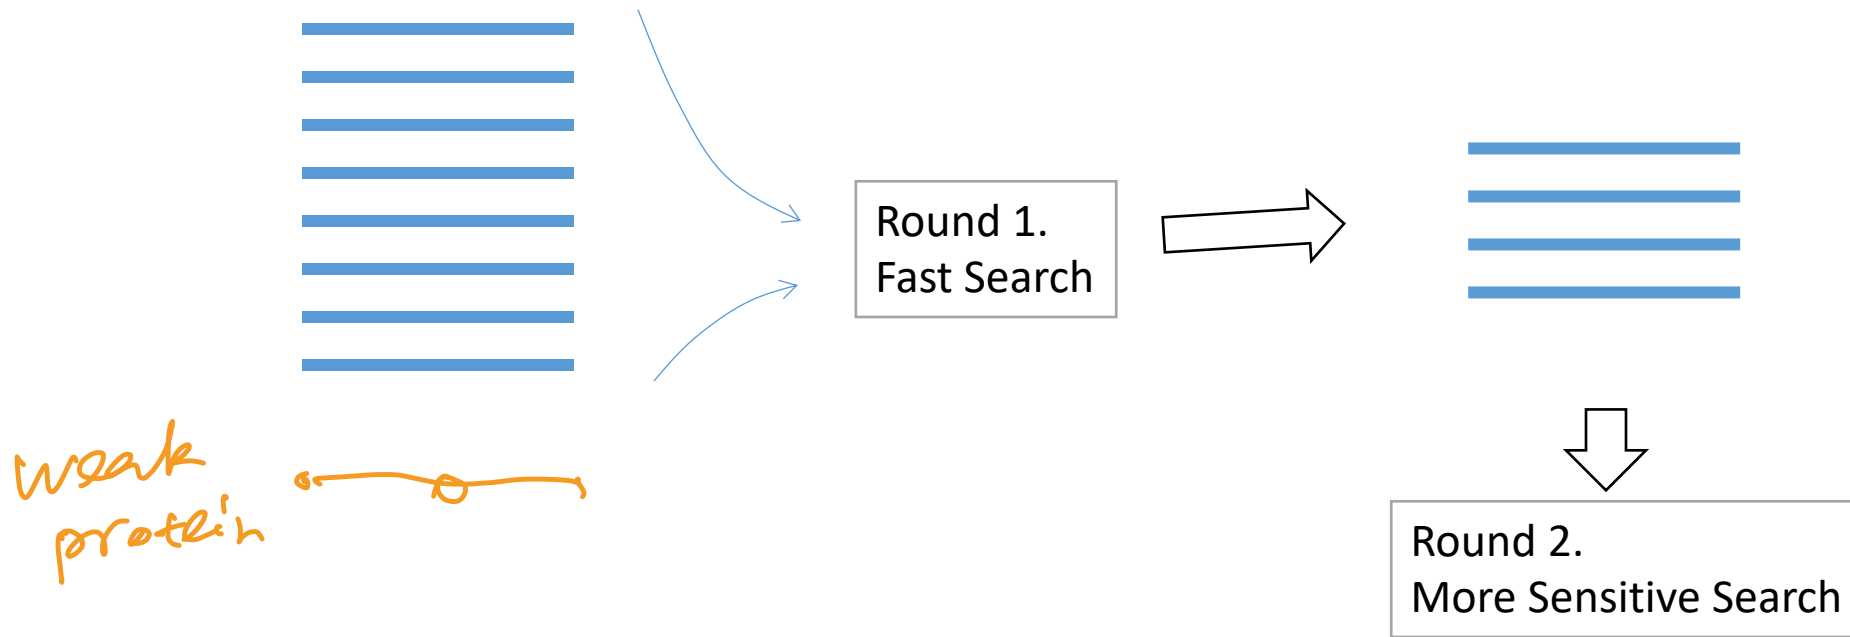 Round 1.
Fast Search
weak
protein
Round 2.
More Sensitive Search